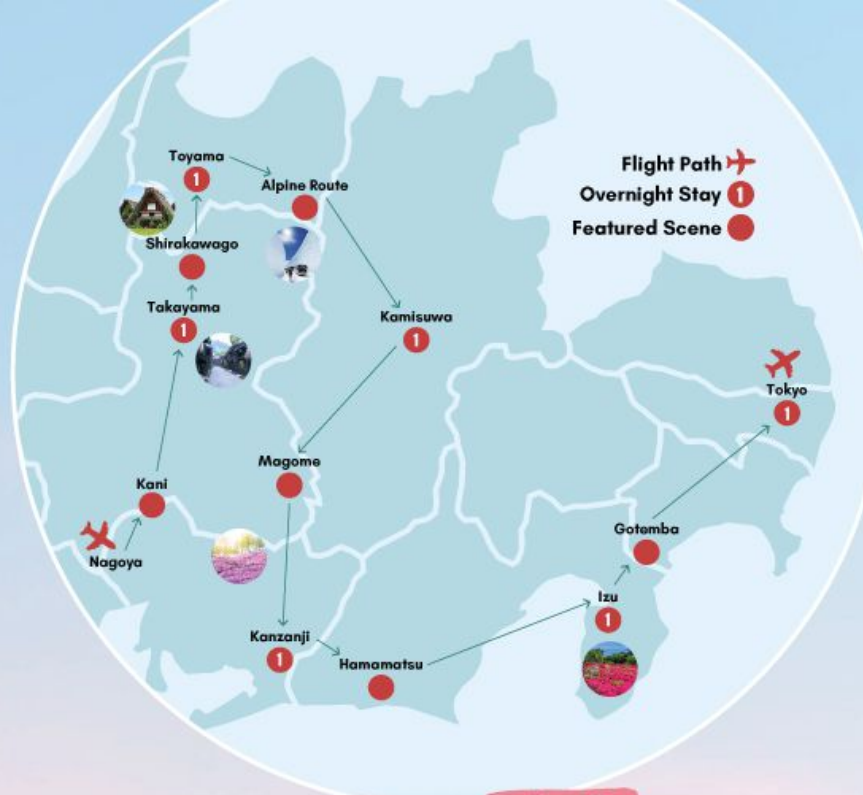 Toyama
1
Alpine Route
Flight Path
Overnight Stay 1
Featured Scene
Shirakawago
Takayama
1
Kamisuwa
1
Tokyo
1
Magome
Kani
Nagoya
Gotemba
Izu
1
Kanzanji
1
Hamamatsu